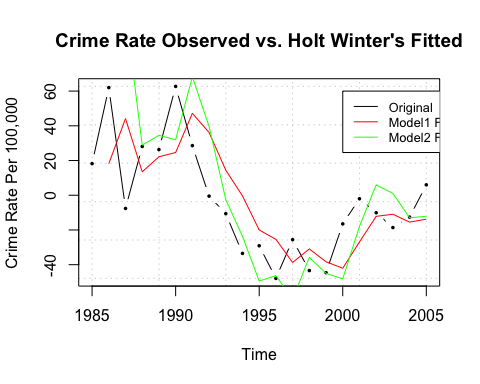 Crime Rate Observed vs. Holt Winter's Fitted
Crime Rate Per 100,000
60
40
20
0
-40
Original
Model1 F
Model2 F
1985 1990 1995 2000 2005
Time